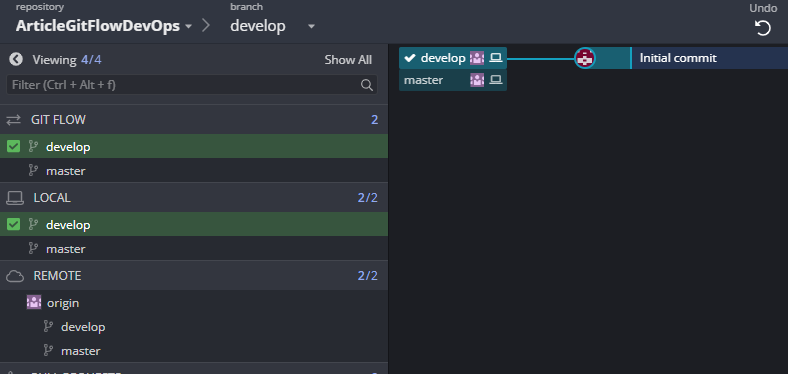 repository
branch
Undo
ArticleGitFlowDevOps
develop
Viewing 4/4
Show All
Filter (Ctrl + Alt + f)
GIT FLOW 2
develop
master
LOCAL 2/2
develop
master
REMOTE 2/2
origin
develop
master
develop
Initial commit
master